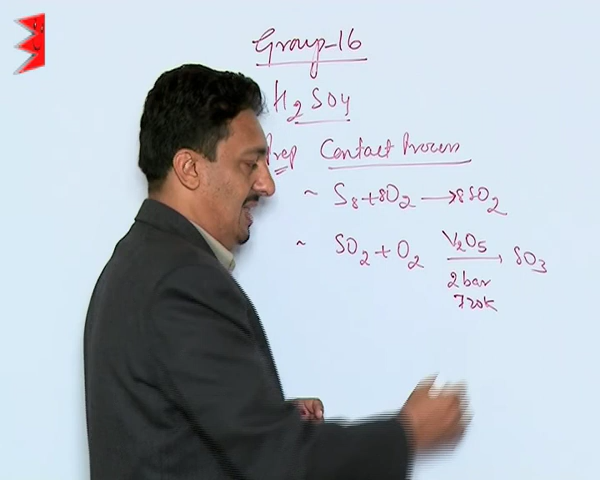 Group-16
H2SO4
Prep Contact Process
~ S8 + 8O2 → 8SO2
~ SO2 + O2 V2O5 → SO3
2 bar
720K